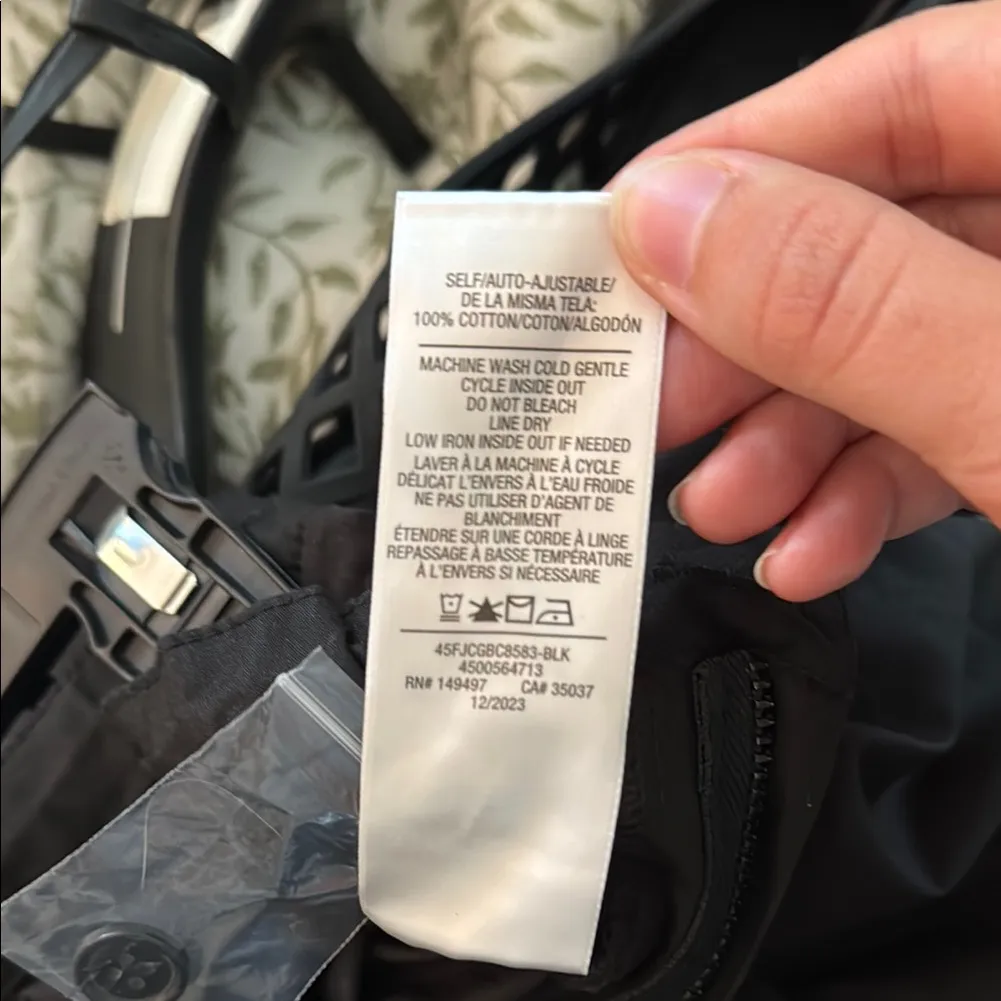 SELF/AUTO-AJUSTABLE/
DE LA MISMA TELA:
100% COTTON/COTON/ALGODÓN
MACHINE WASH COLD GENTLE
CYCLE INSIDE OUT
DO NOT BLEACH
LINE DRY
LOW IRON INSIDE OUT IF NEEDED
LAVER À LA MACHINE À CYCLE
DÉLICAT L'ENVERS À L'EAU FROIDE
NE PAS UTILISER D'AGENT DE
BLANCHIMENT
ÉTENDRE SUR UNE CORDE À LINGE
REPASSAGE À BASSE TEMPÉRATURE
À L'ENVERS SI NÉCESSAIRE
45FJCGBC8583-BLK
4500564713
RN# 149497 CA# 35037
12/2023